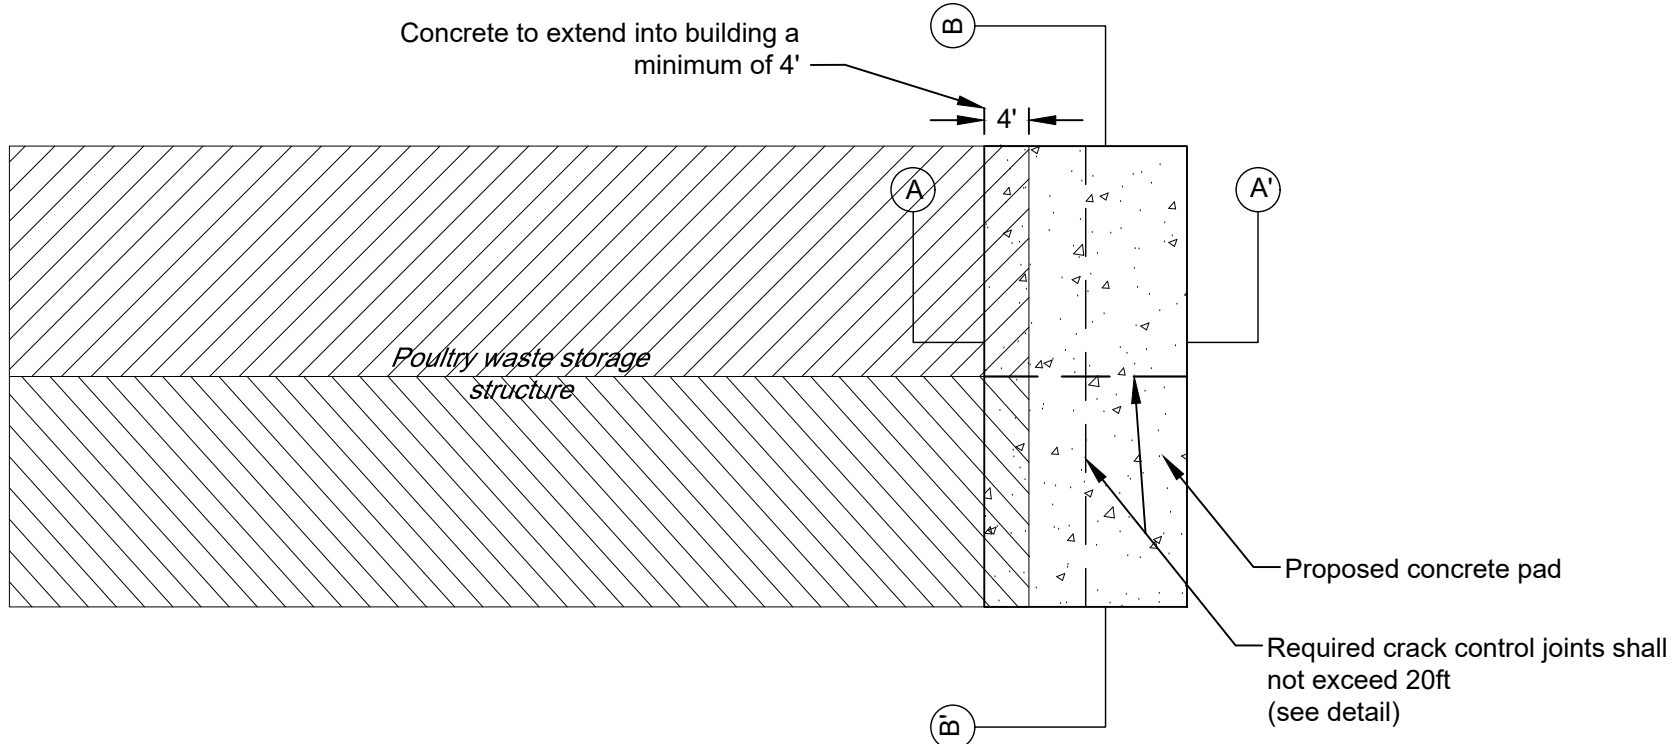 Concrete to extend into building a
minimum of 4'
B
4'
A
A'
Poultry waste storage
structure
Proposed concrete pad
Required crack control joints shall
not exceed 20ft
(see detail)
B'